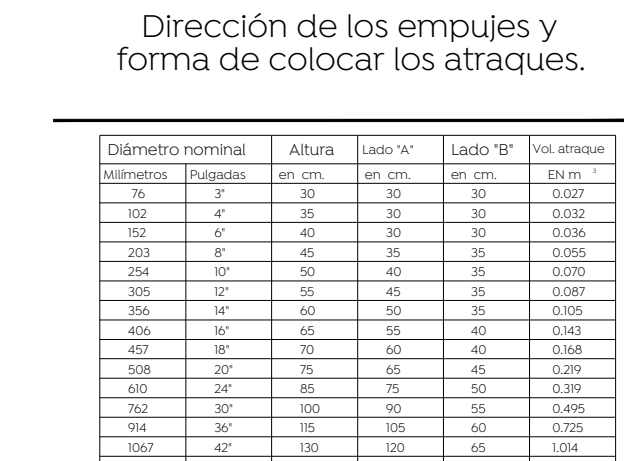 Dirección de los empujes y
forma de colocar los atraques.
Diámetro nominal Altura Lado "A" Lado "B" Vol. atraque
Milímetros Pulgadas en cm. en cm. en cm. EN m 3
76 3" 30 30 30 0.027
102 4" 35 30 30 0.032
152 6" 40 30 30 0.036
203 8" 45 35 35 0.055
254 10" 50 40 35 0.070
305 12" 55 45 35 0.087
356 14" 60 50 35 0.105
406 16" 65 55 40 0.143
457 18" 70 60 40 0.168
508 20" 75 65 45 0.219
610 24" 85 75 50 0.319
762 30" 100 90 55 0.495
914 36" 115 105 60 0.725
1067 42" 130 120 65 1.014